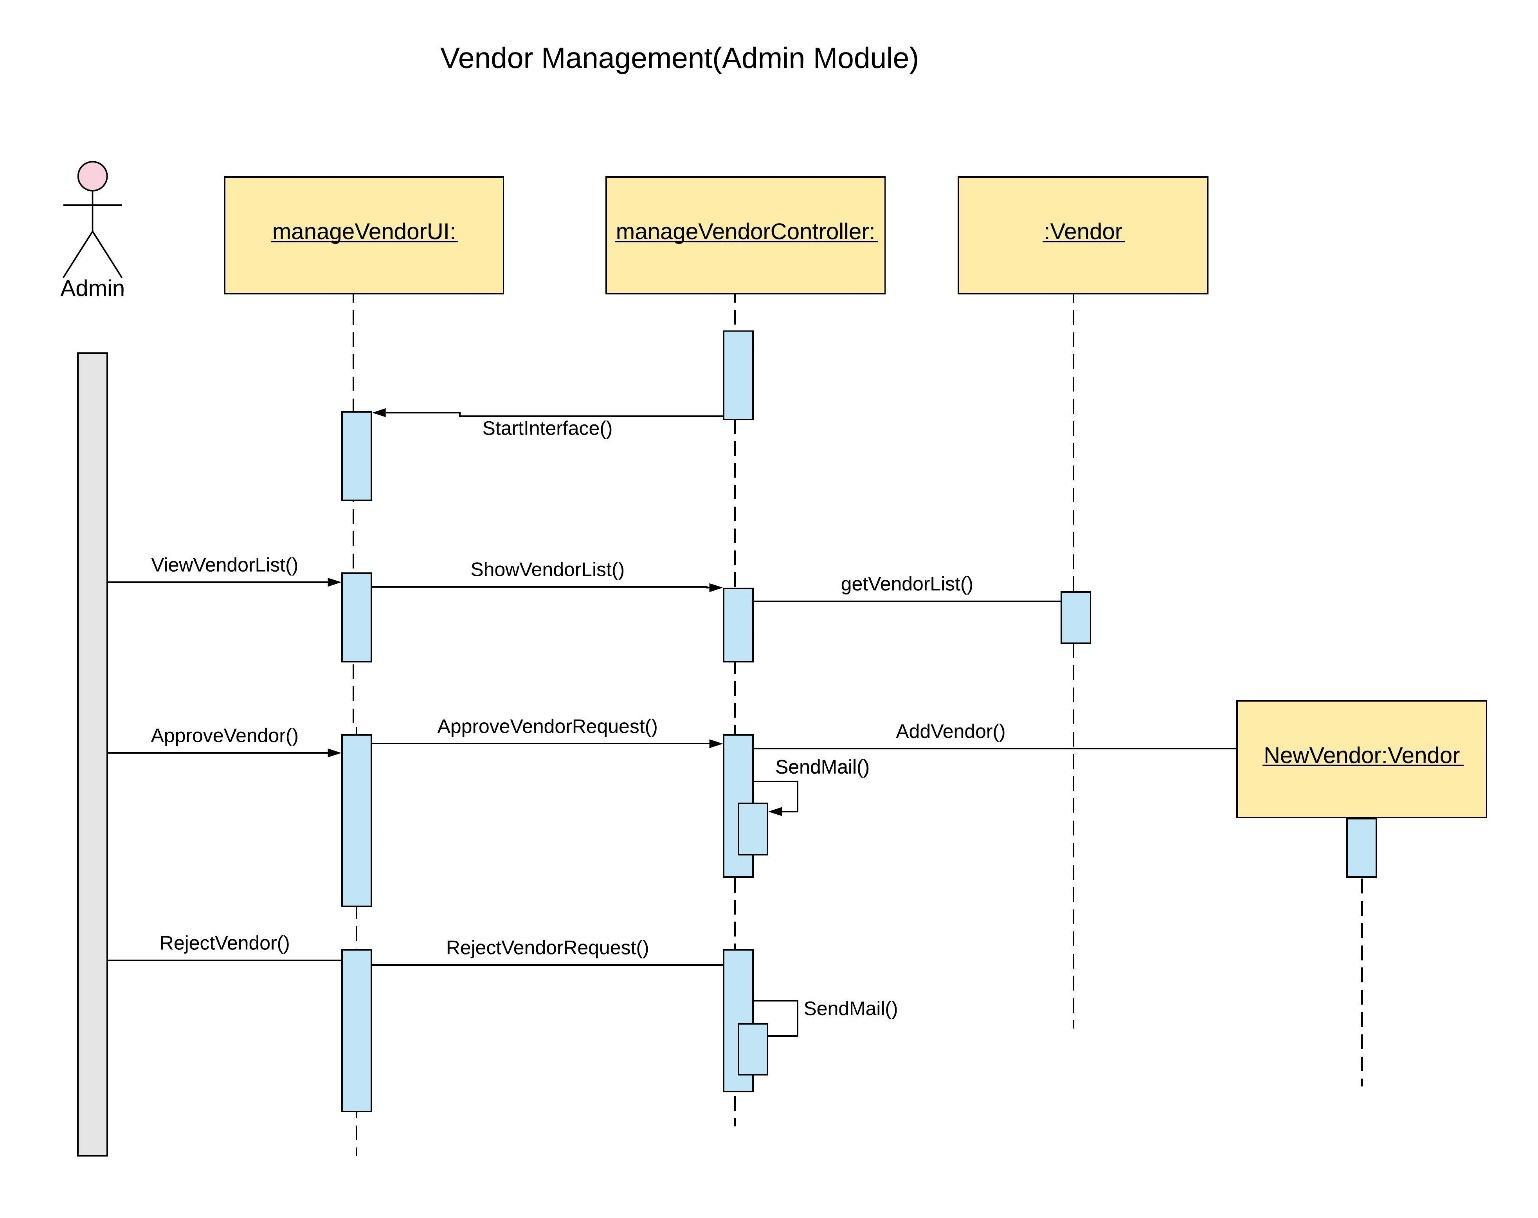 Vendor Management(Admin Module)
Admin
manageVendorUI:
manageVendorController:
:Vendor
StartInterface()
ViewVendorList()
ShowVendorList()
getVendorList()
ApproveVendor()
ApproveVendorRequest()
AddVendor()
SendMail()
NewVendor:Vendor
RejectVendor()
RejectVendorRequest()
SendMail()